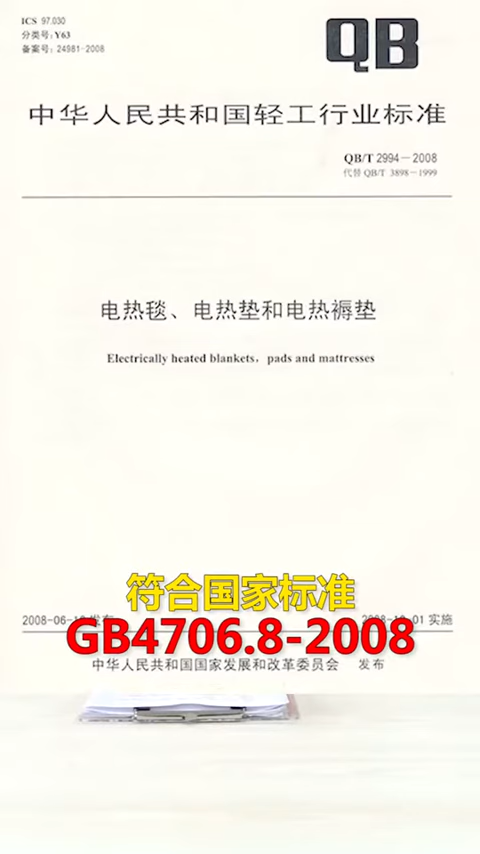 ICS 97.030
分类号: Y63
备案号: 24981-2008
QB
中华人民共和国轻工行业标准
QB/T 2994－2008
代替 QB/T 3898－1999
电热毯、电热垫和电热褥垫
Electrically heated blankets，pads and mattresses
符合国家标准
2008-06- 发布
01 实施
GB4706.8-2008
中华人民共和国国家发展和改革委员会 发布